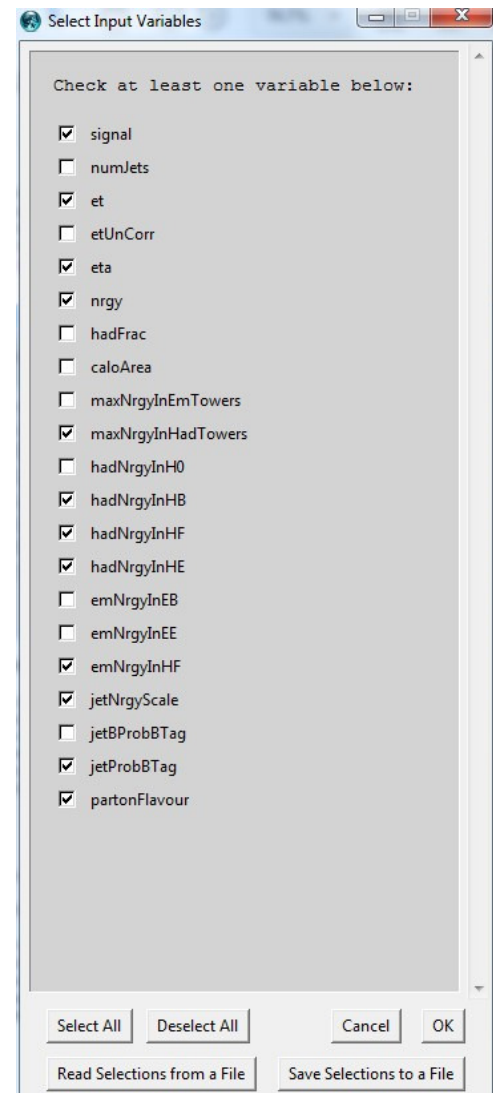 Select Input Variables
Check at least one variable below:
signal
numJets
et
etUnCorr
eta
nrgy
hadFrac
caloArea
maxNrgyInEmTowers
maxNrgyInHadTowers
hadNrgyInH0
hadNrgyInHB
hadNrgyInHF
hadNrgyInHE
emNrgyInEB
emNrgyInEE
emNrgyInHF
jetNrgyScale
jetBProbBTag
jetProbBTag
partonFlavour
Select All Deselect All Cancel OK
Read Selections from a File Save Selections to a File